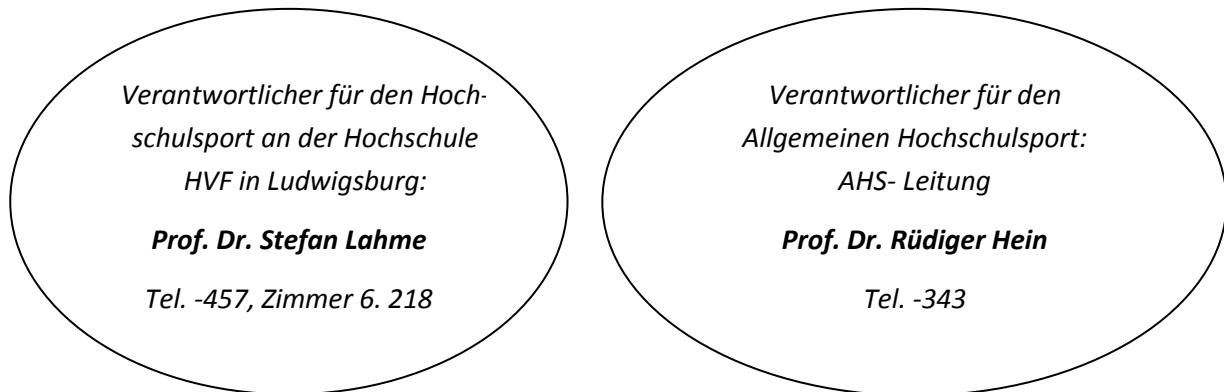 Verantwortlicher für den Hoch-
schulsport an der Hochschule
HVF in Ludwigsburg:
Prof. Dr. Stefan Lahme
Tel. -457, Zimmer 6. 218
Verantwortlicher für den
Allgemeinen Hochschulsport:
AHS- Leitung
Prof. Dr. Rüdiger Hein
Tel. -343